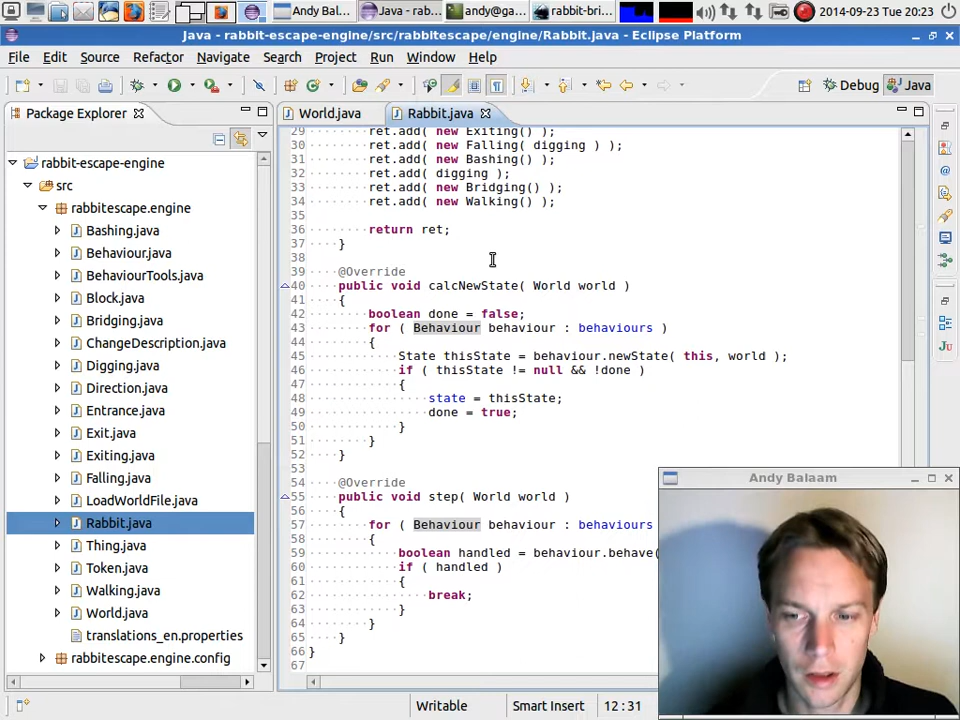 Andy Bal...
Java - rab...
andy@ga...
rabbit-bri...
2014-09-23 Tue 20:23
Java - rabbit-escape-engine/src/rabbitescape/engine/Rabbit.java - Eclipse Platform
File Edit Source Refactor Navigate Search Project Run Window Help
Debug Java
Package Explorer
World.java
Rabbit.java
rabbit-escape-engine
src
rabbitescape.engine
Bashing.java
Behaviour.java
BehaviourTools.java
Block.java
Bridging.java
ChangeDescription.java
Digging.java
Direction.java
Entrance.java
Exit.java
Exiting.java
Falling.java
LoadWorldFile.java
Rabbit.java
Thing.java
Token.java
Walking.java
World.java
translations_en.properties
rabbitescape.engine.config
29 ret.add( new Exiting() );
30 ret.add( new Falling( digging ) );
31 ret.add( new Bashing() );
32 ret.add( digging );
33 ret.add( new Bridging() );
34 ret.add( new Walking() );
35
36 return ret;
37 }
38
39 @Override
40 public void calcNewState( World world )
41 {
42 boolean done = false;
43 for ( Behaviour behaviour : behaviours )
44 {
45 State thisState = behaviour.newState( this, world );
46 if ( thisState != null && !done )
47 {
48 state = thisState;
49 done = true;
50 }
51 }
52 }
53
54 @Override
55 public void step( World world )
56 {
57 for ( Behaviour behaviour : behaviours
58 {
59 boolean handled = behaviour.behave(
60 if ( handled )
61 {
62 break;
63 }
64 }
65 }
66 }
67
Andy Balaam
Writable
Smart Insert
12:31